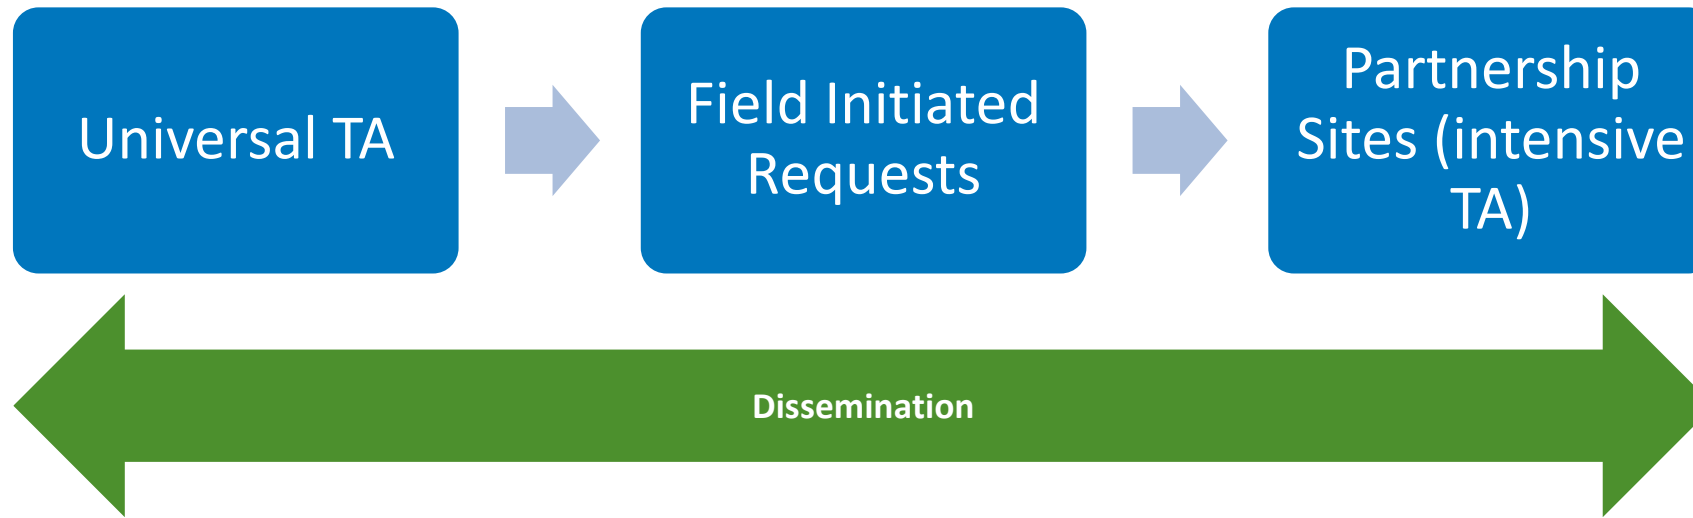 Universal TA
Field Initiated
Requests
Partnership
Sites (intensive
TA)
Dissemination